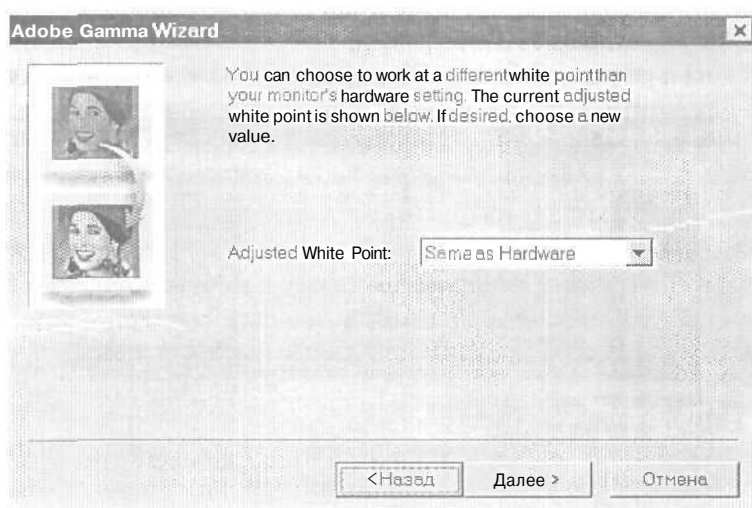 Adobe Gamma Wizard
You can choose to work at a different white point than
your monitor's hardware setting. The current adjusted
white point is shown below. If desired, choose a new
value.
Adjusted White Point: Same as Hardware
< Назад Далее > Отмена